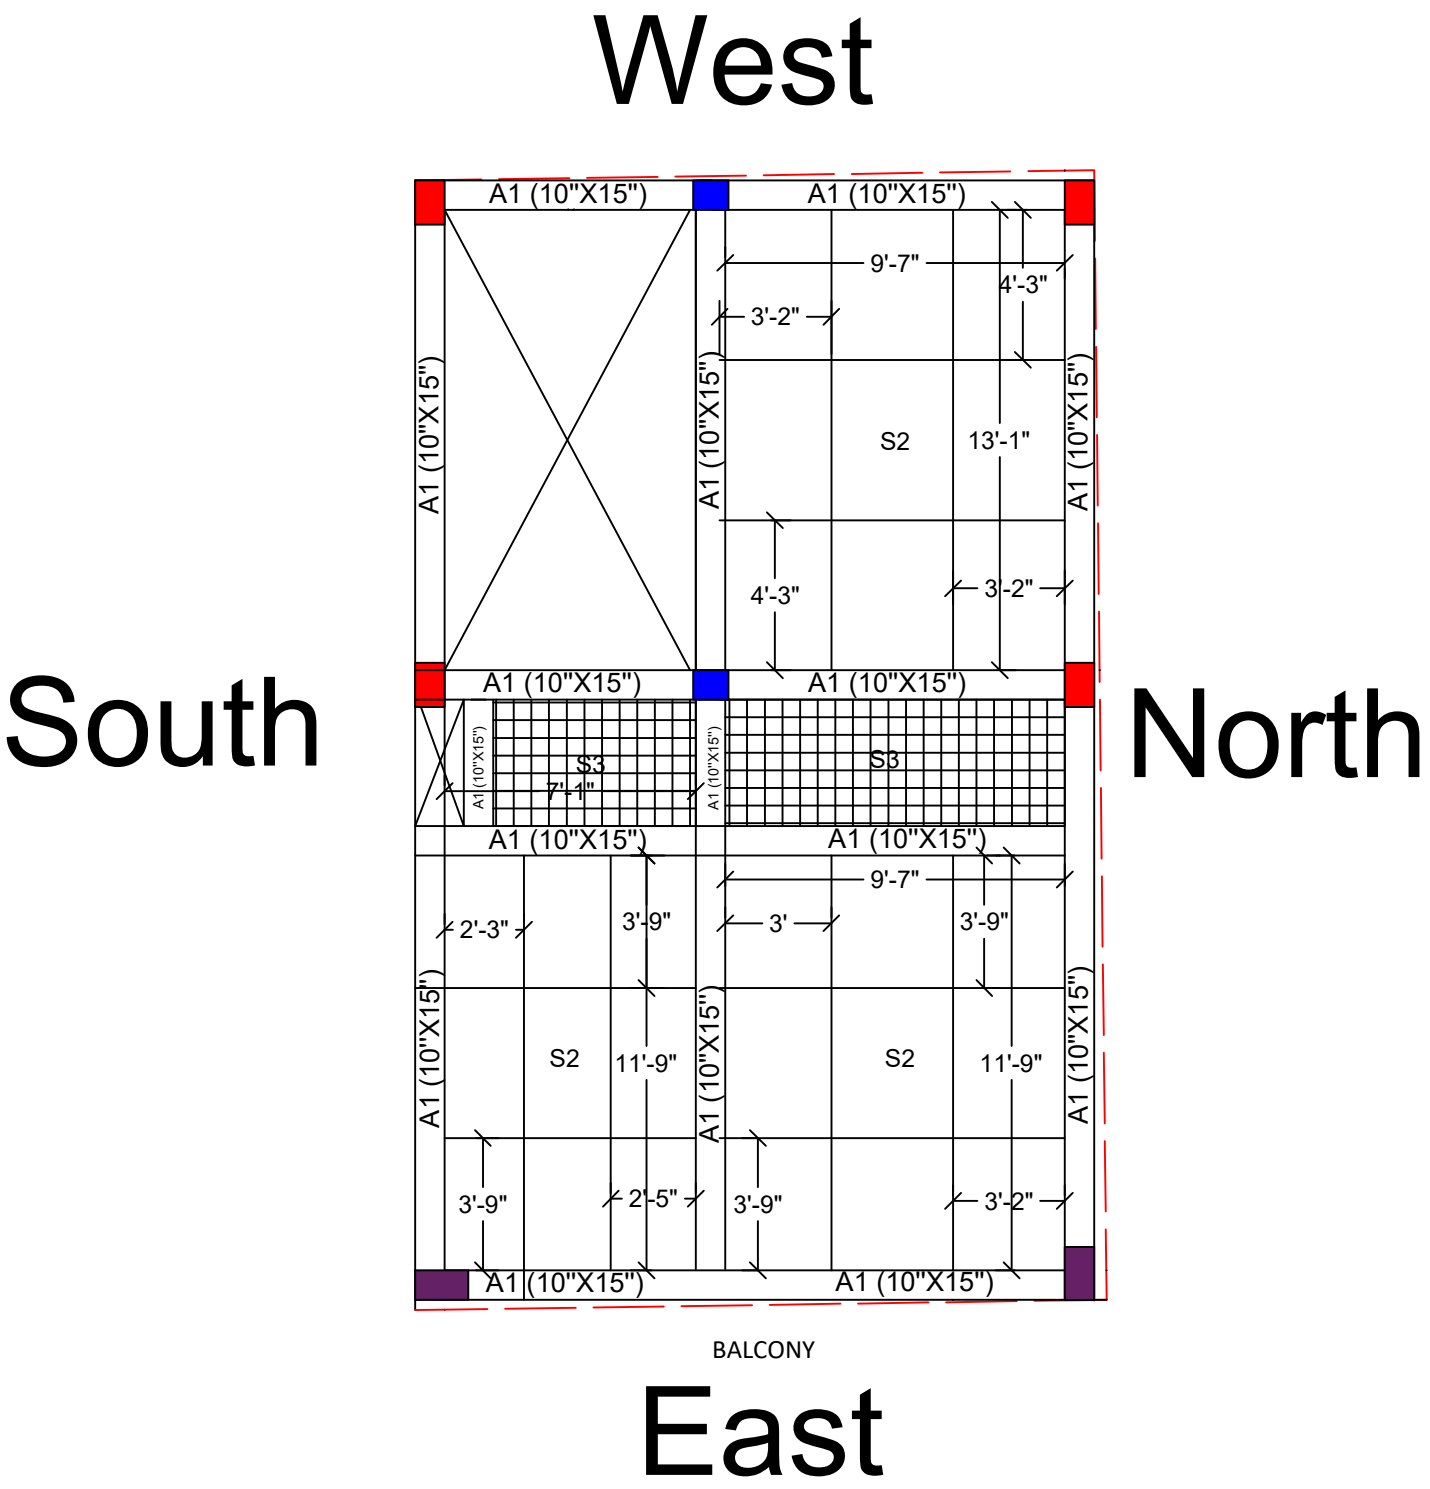 West
A1 (10"X15")
A1 (10"X15")
9'-7"
4'-3"
3'-2"
A1 (10"X15")
A1 (10"X15")
A1 (10"X15")
S2
13'-1"
4'-3"
3'-2"
South
North
A1 (10"X15")
A1 (10"X15")
A1 (10"X15")
S3
7'-1"
A1 (10"X15")
S3
A1 (10"X15")
A1 (10"X15")
9'-7"
2'-3"
3'-9"
3'
3'-9"
A1 (10"X15")
A1 (10"X15")
A1 (10"X15")
S2
11'-9"
S2
11'-9"
3'-9"
2'-5"
3'-9"
3'-2"
A1 (10"X15")
A1 (10"X15")
BALCONY
East